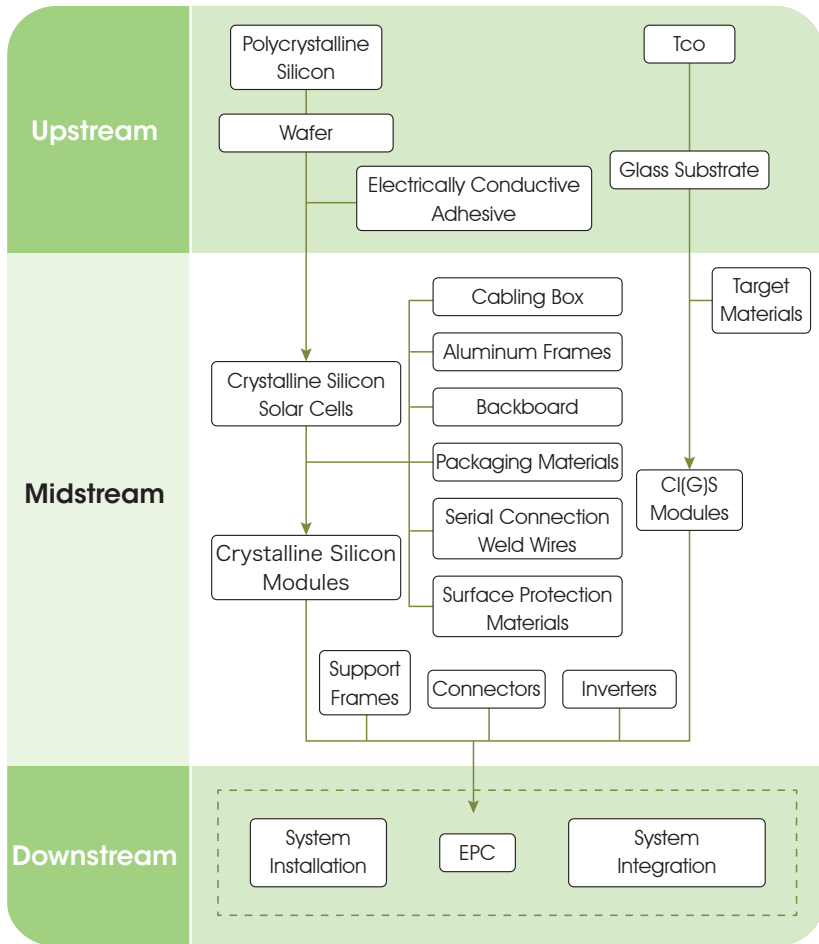 Upstream
Polycrystalline
Silicon
Wafer
Electrically Conductive
Adhesive
Tco
Glass Substrate
Midstream
Target
Materials
Cabling Box
Aluminum Frames
Backboard
Packaging Materials
Serial Connection
Weld Wires
Surface Protection
Materials
Crystalline Silicon
Solar Cells
Crystalline Silicon
Modules
CI(G)S
Modules
Support
Frames
Connectors
Inverters
Downstream
System
Installation
EPC
System
Integration